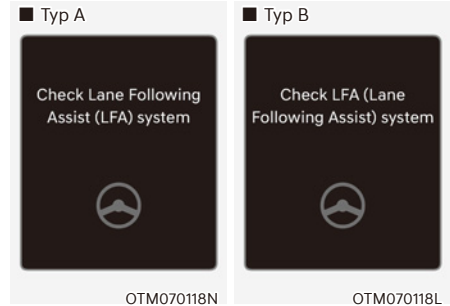 ■ Typ A
Check Lane Following
Assist (LFA) system
OTM070118N
■ Typ B
Check LFA (Lane
Following Assist) system
OTM070118L